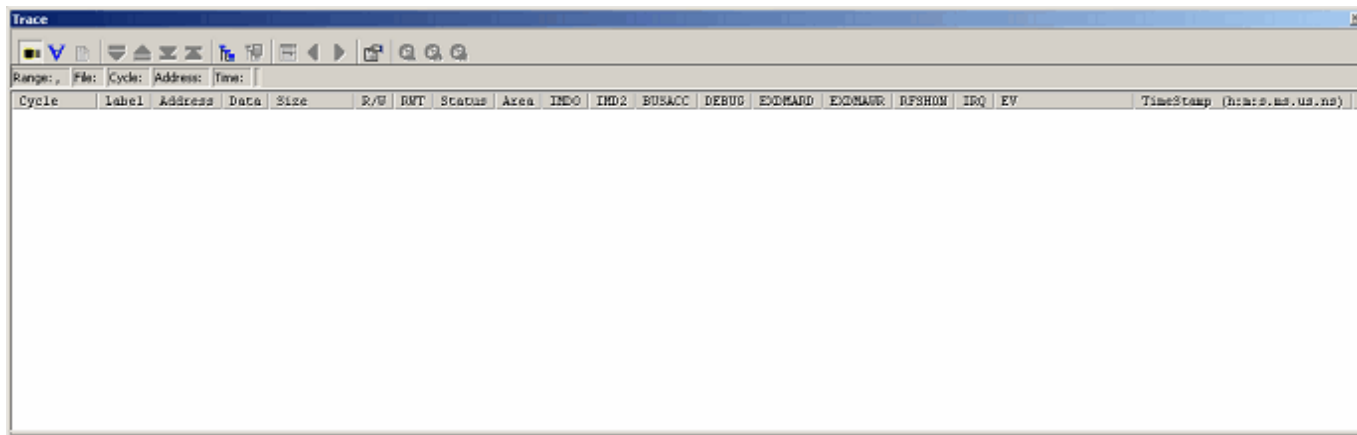 Trace
Range: , File: Cycle: Address: Time:
Cycle Label Address Data Size R/W RWT Status Area IMDO IMD2 BUSACC DEBUG EXDMARD EXDMAWR RFSHON IRQ EV TimeStamp (h:m:s.ms.us.ns)